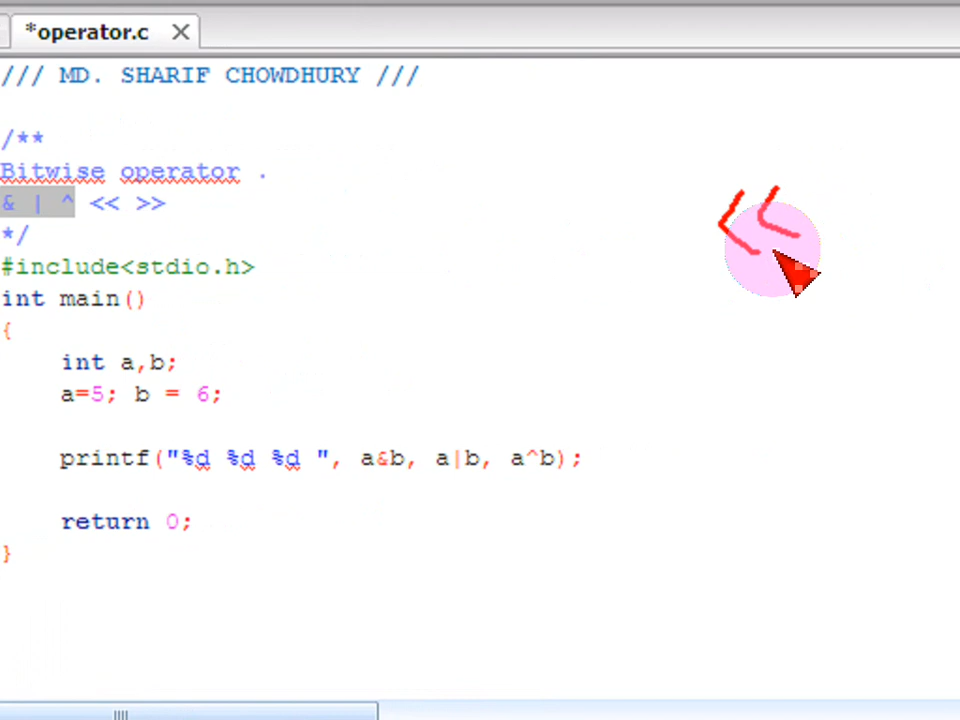 *operator.c
/// MD. SHARIF CHOWDHURY ///
/**
Bitwise operator .
& | ^ << >>
*/
#include<stdio.h>
int main()
{
    int a,b;
    a=5; b = 6;
    printf("%d %d %d ", a&b, a|b, a^b);
    return 0;
}
<<